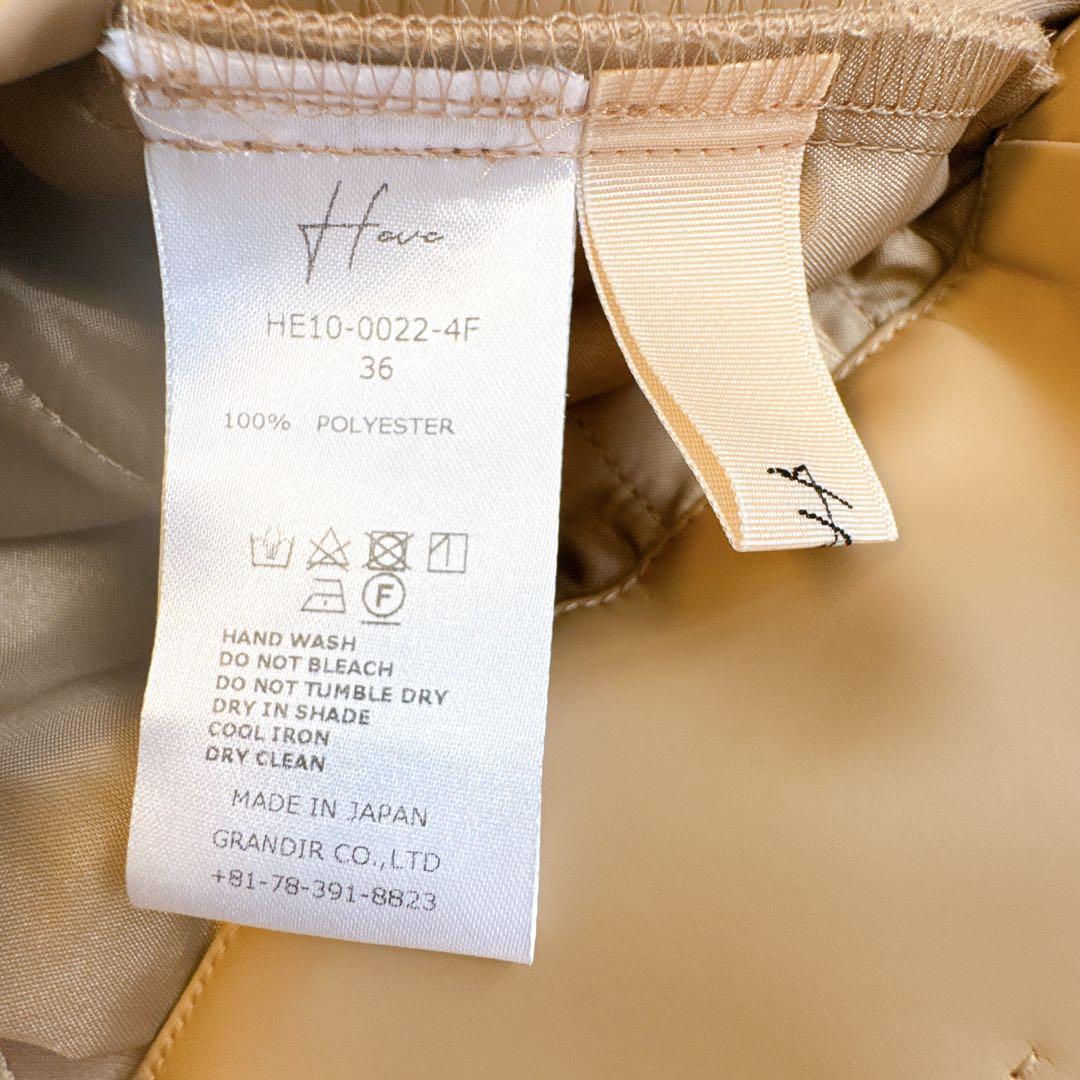 Heve
HE10-0022-4F
36
100% POLYESTER
F
HAND WASH
DO NOT BLEACH
DO NOT TUMBLE DRY
DRY IN SHADE
COOL IRON
DRY CLEAN
MADE IN JAPAN
GRANDIR CO.,LTD
+81-78-391-8823